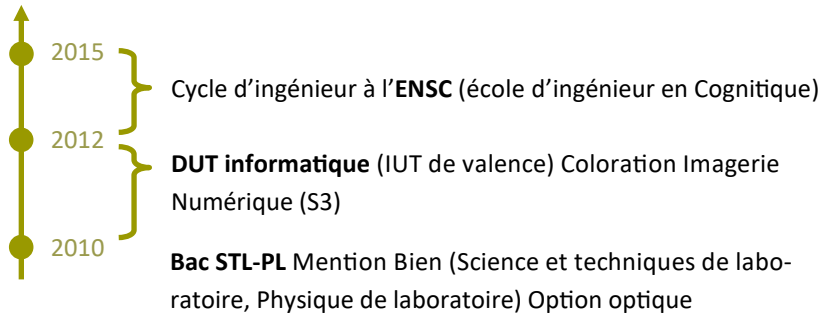 2015
Cycle d’ingénieur à l’ENSC (école d’ingénieur en Cognitique)
2012
DUT informatique (IUT de valence) Coloration Imagerie
Numérique (S3)
2010
Bac STL-PL Mention Bien (Science et techniques de labo-
ratoire, Physique de laboratoire) Option optique